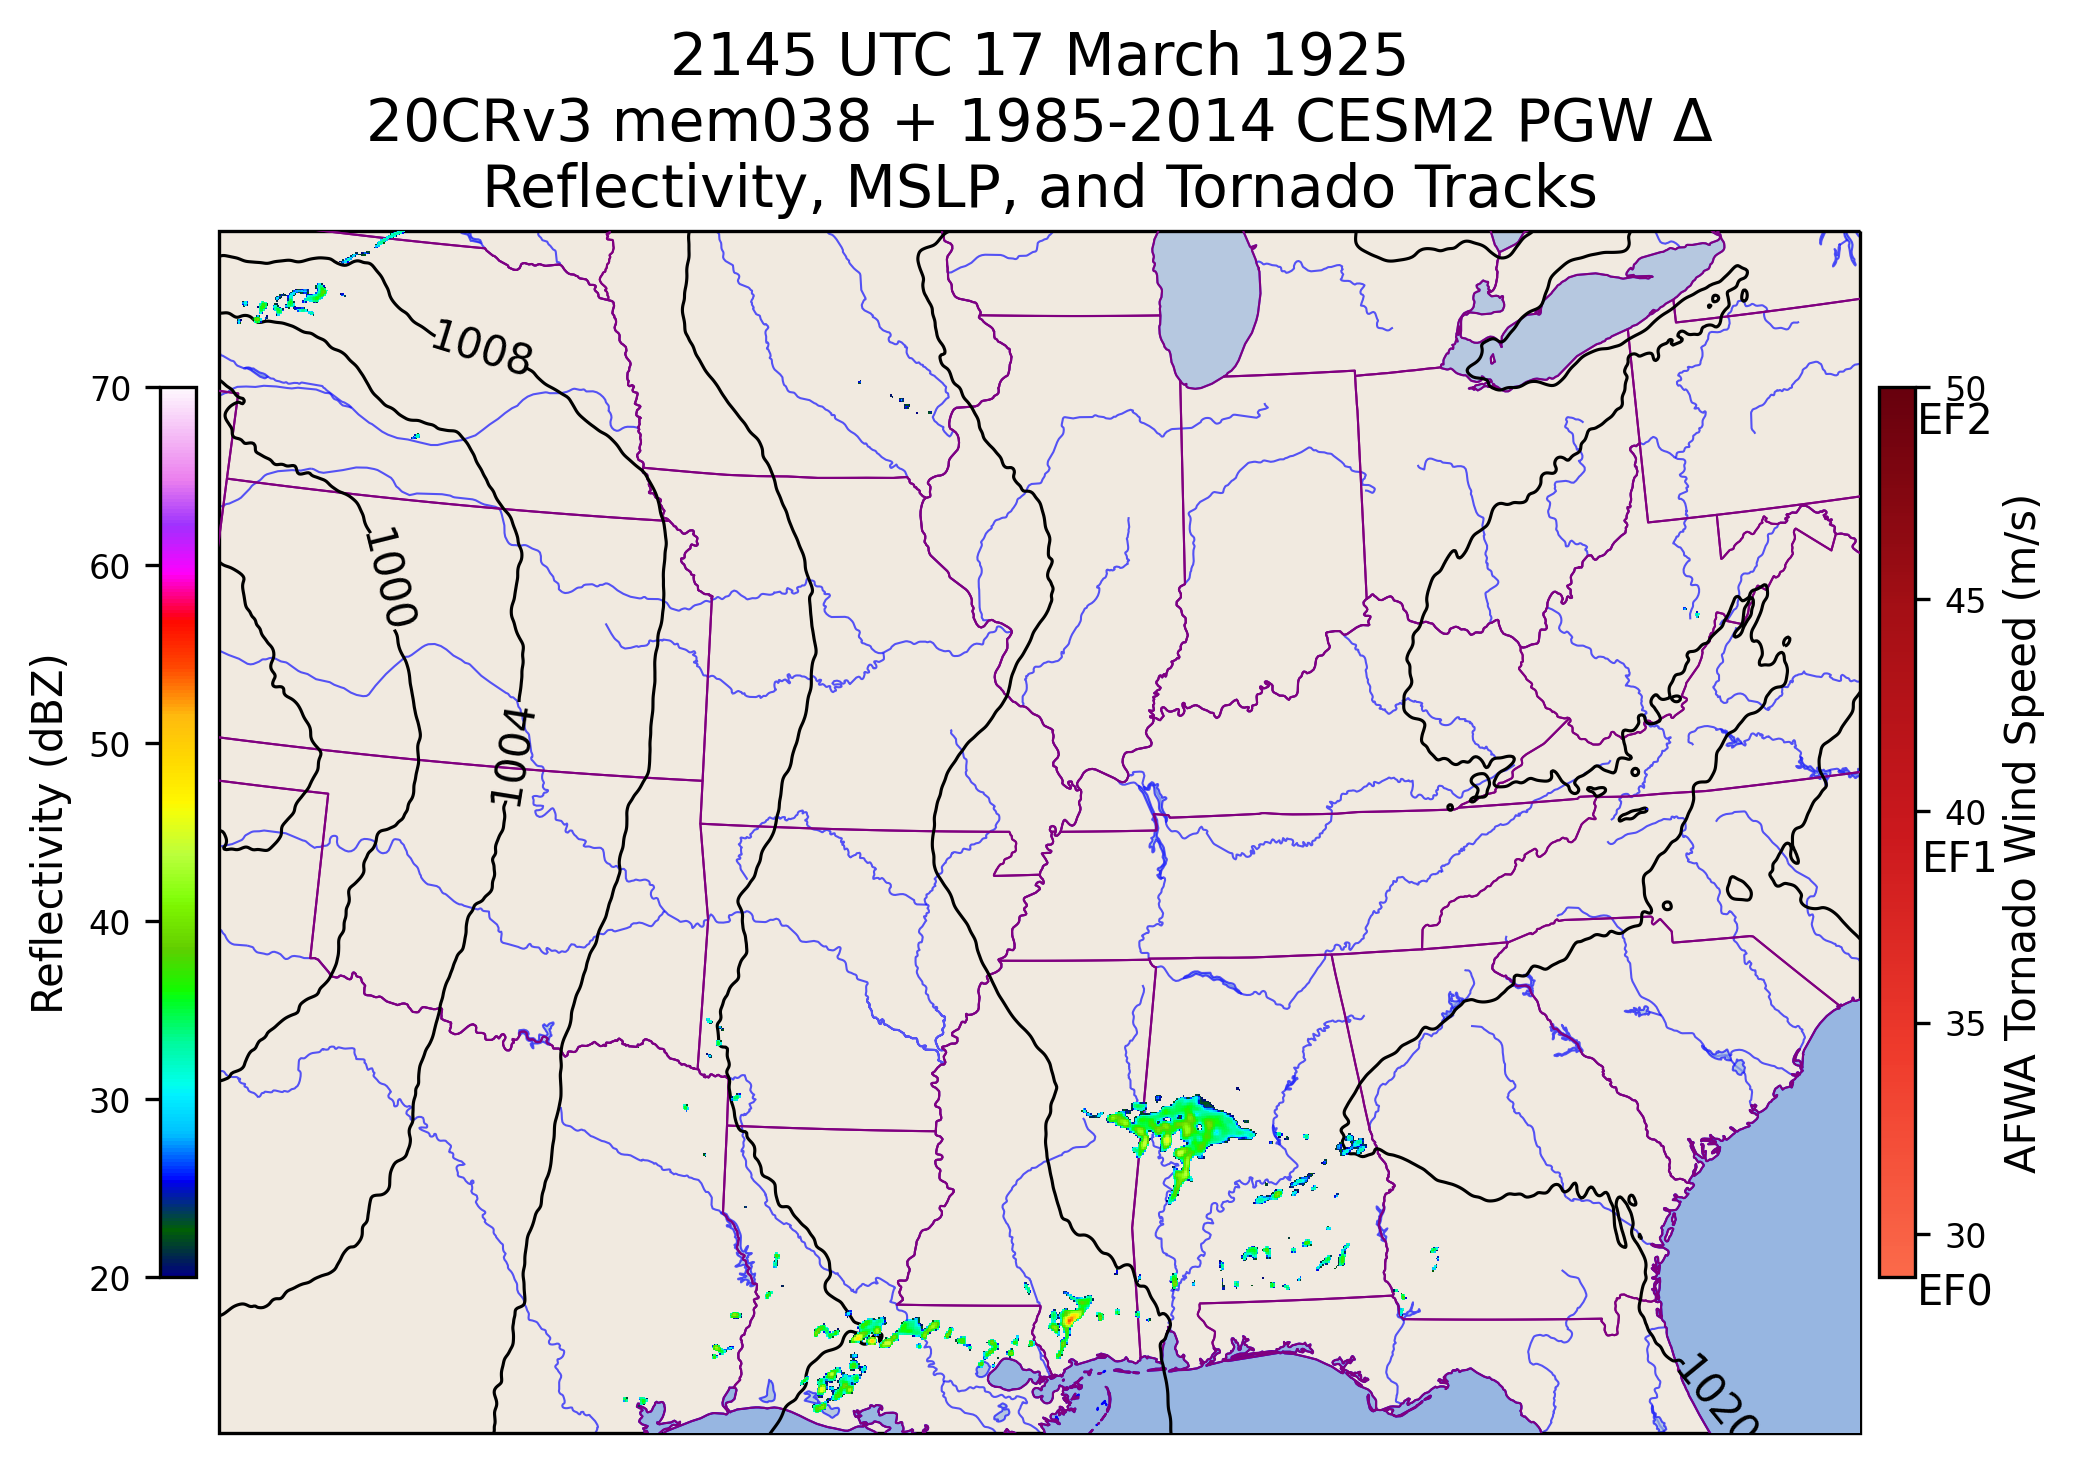 2145 UTC 17 March 1925
20CRv3 mem038 + 1985-2014 CESM2 PGW Δ
Reflectivity, MSLP, and Tornado Tracks
Reflectivity (dBZ)
70
60
50
40
30
20
1008
1000
1004
1020
50
EF2
45
40
EF1
35
30
EF0
AFWA Tornado Wind Speed (m/s)